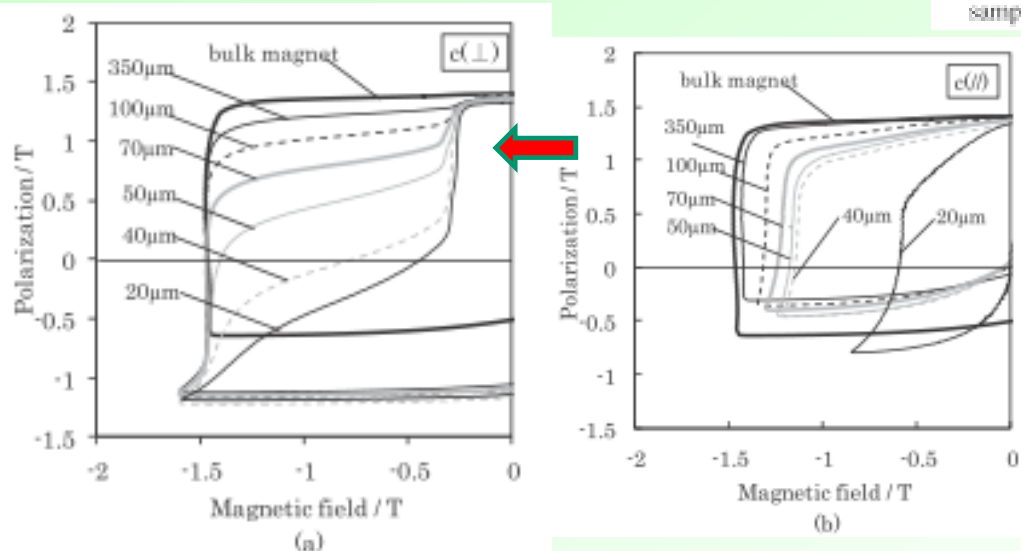 samp
2
1.5
1
0.5
0
-0.5
-1
-1.5
-2
-1.5
-1
-0.5
0
Polarization / T
Magnetic field / T
(a)
c(⊥)
bulk magnet
350μm
100μm
70μm
50μm
40μm
20μm
2
1.5
1
0.5
0
-0.5
-1
-1.5
-2
-1.5
-1
-0.5
0
Polarization / T
Magnetic field / T
(b)
c(//)
bulk magnet
350μm
100μm
70μm
50μm
40μm
20μm